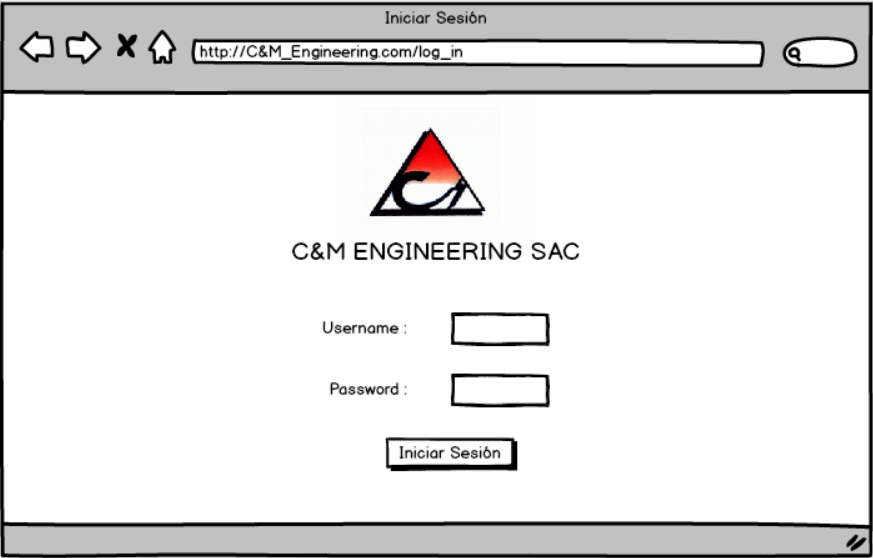 Iniciar Sesión
http://C&M_Engineering.com/log_in
C&M ENGINEERING SAC
Username :
Password :
Iniciar Sesión